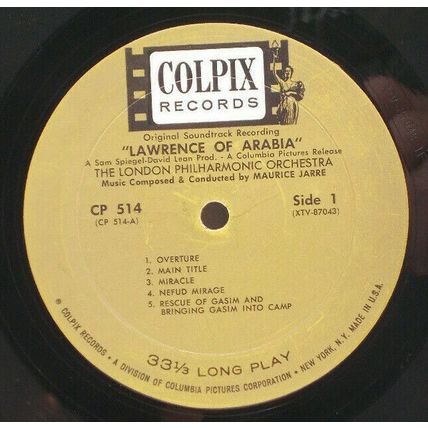 COLPIX
RECORDS
Original Soundtrack Recording
"LAWRENCE OF ARABIA"
A Sam Spiegel-David Lean Prod. - A Columbia Pictures Release
THE LONDON PHILHARMONIC ORCHESTRA
Music Composed & Conducted by MAURICE JARRE
CP 514
(CP 514-A)
Side 1
(XTV-87043)
1. OVERTURE
2. MAIN TITLE
3. MIRACLE
4. NEFUD MIRAGE
5. RESCUE OF GASIM AND
BRINGING GASIM INTO CAMP
33⅓ LONG PLAY
® COLPIX RECORDS • A DIVISION OF COLUMBIA PICTURES CORPORATION • NEW YORK, N.Y. MADE IN U.S.A.